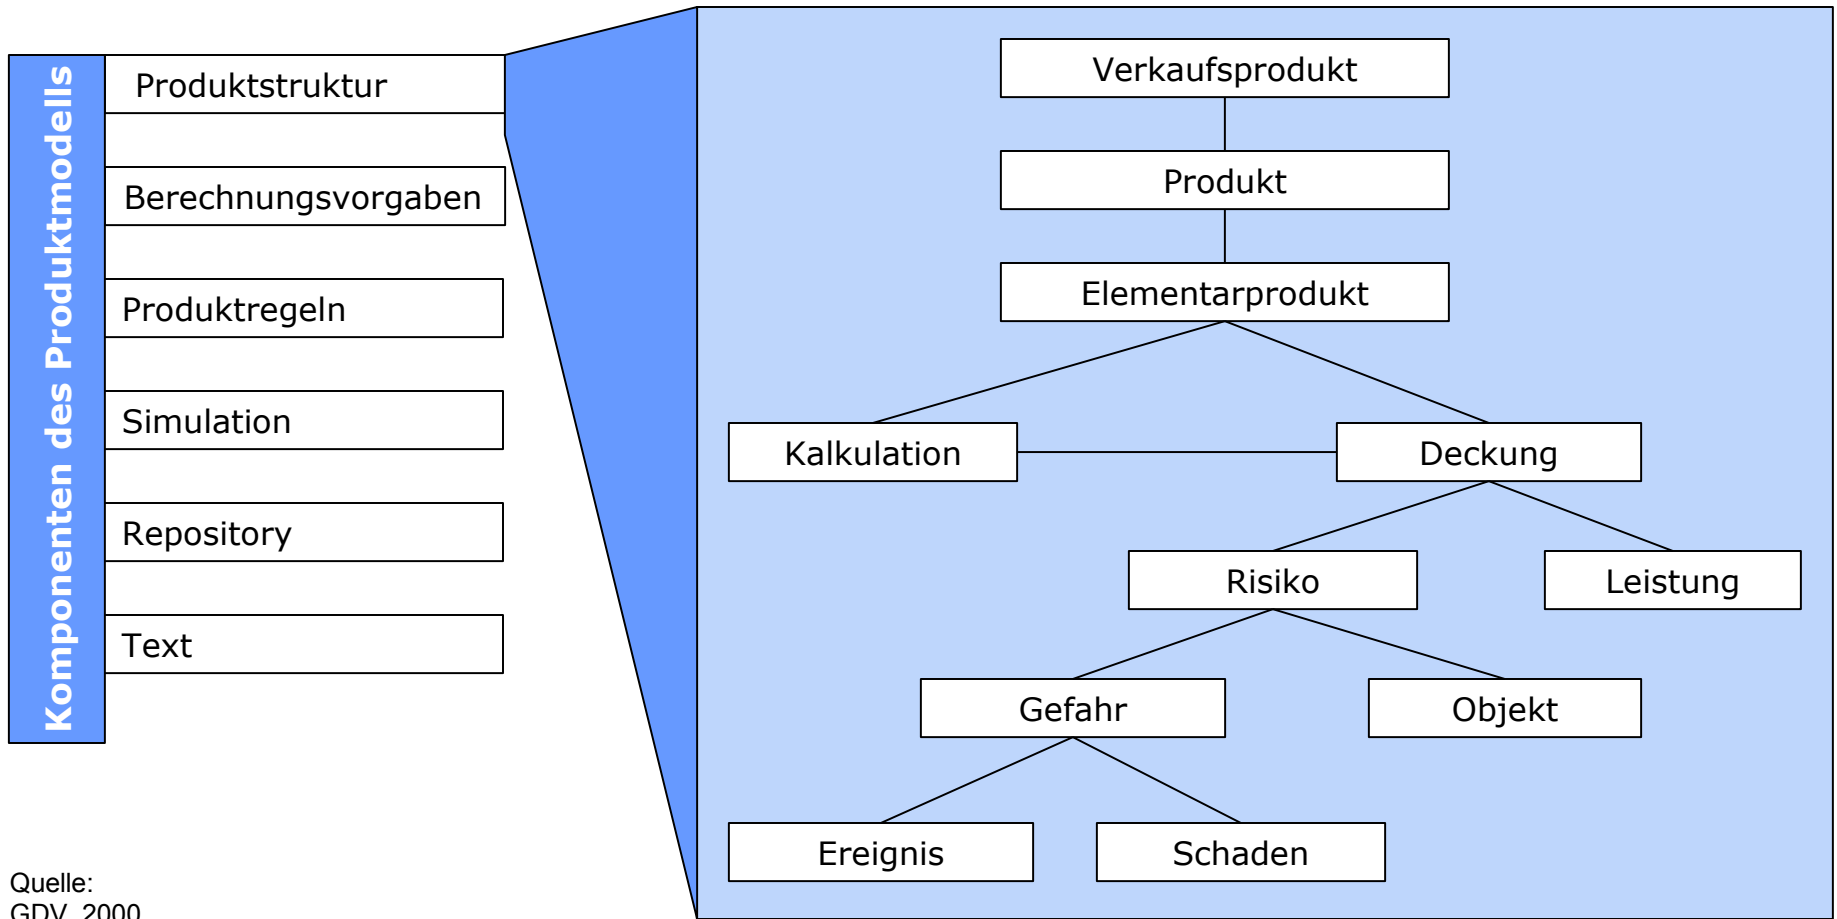 Komponenten des Produktmodells
Produktstruktur
Berechnungsvorgaben
Produktregeln
Simulation
Repository
Text
Verkaufsprodukt
Produkt
Elementarprodukt
Kalkulation
Deckung
Risiko
Leistung
Gefahr
Objekt
Ereignis
Schaden
Quelle:
GDV, 2000